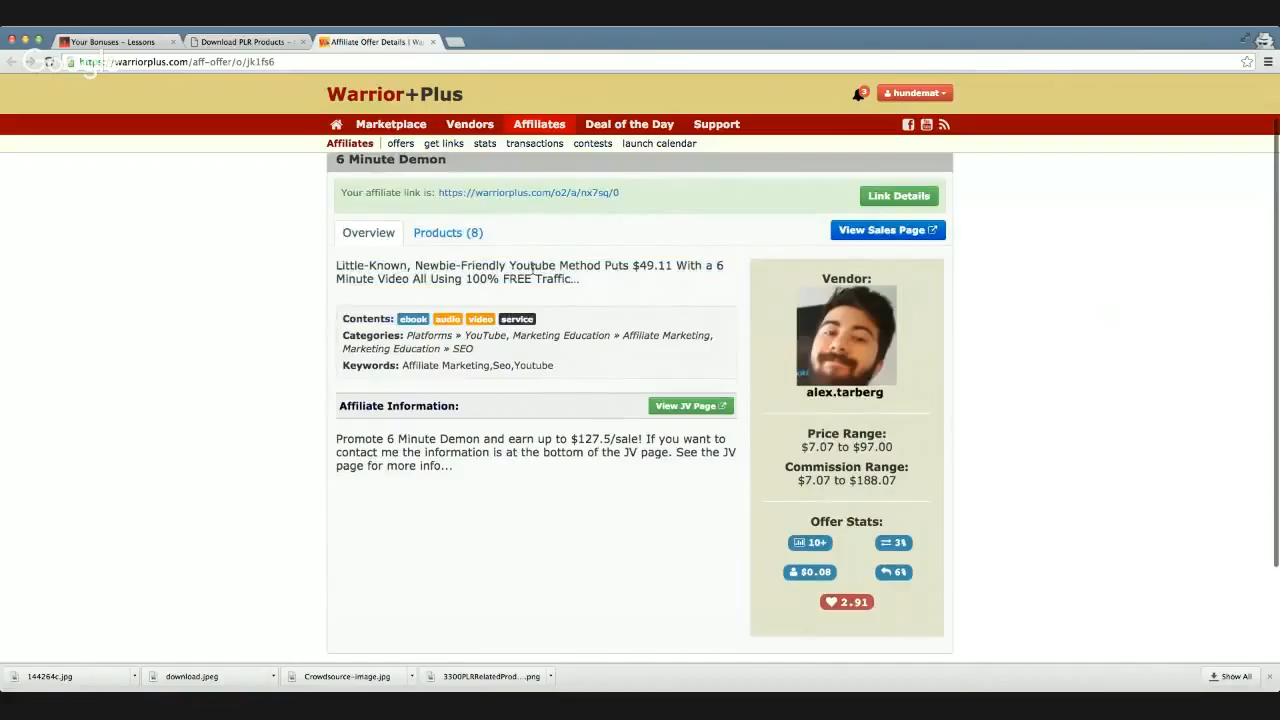 Your Bonuses – Lessons
Download PLR Products –
Affiliate Offer Details | Wa
Google
https://warriorplus.com/aff-offer/o/jk1fs6
Warrior+Plus
3
hundemat
Marketplace Vendors Affiliates Deal of the Day Support
Affiliates offers get links stats transactions contests launch calendar
6 Minute Demon
Your affiliate link is: https://warriorplus.com/o2/a/nx7sq/0
Link Details
Overview Products (8)
View Sales Page
Little-Known, Newbie-Friendly Youtube Method Puts $49.11 With a 6
Minute Video All Using 100% FREE Traffic...
Contents: ebook audio video service
Categories: Platforms » YouTube, Marketing Education » Affiliate Marketing,
Marketing Education » SEO
Keywords: Affiliate Marketing,Seo,Youtube
Affiliate Information:
View JV Page
Promote 6 Minute Demon and earn up to $127.5/sale! If you want to
contact me the information is at the bottom of the JV page. See the JV
page for more info...
Vendor:
alex.tarberg
Price Range:
$7.07 to $97.00
Commission Range:
$7.07 to $188.07
Offer Stats:
10+ 3%
$0.08 6%
2.91
144264c.jpg
download.jpeg
Crowdsource-image.jpg
3300PLRRelatedProd....png
Show All